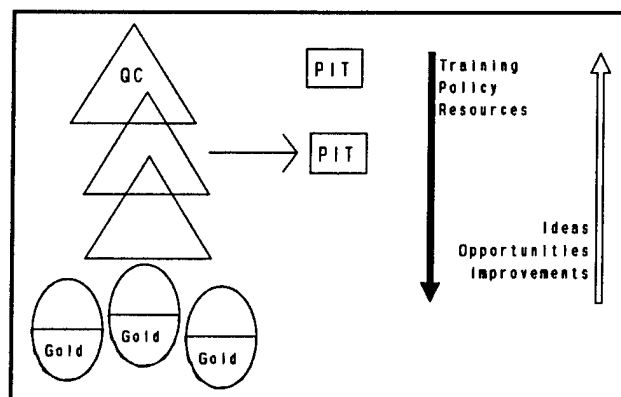 QC
PIT
PIT
Training
Policy
Resources
Ideas
Opportunities
Improvements
Gold
Gold
Gold